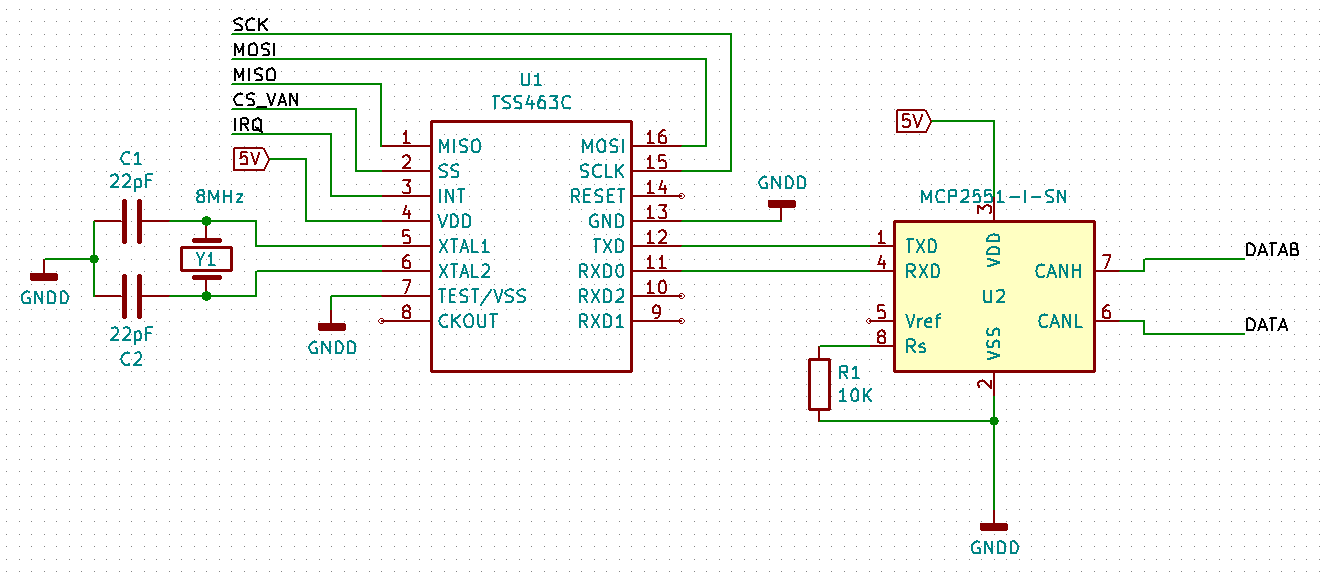 SCK
MOSI
MISO
CS_VAN
IRQ
5V
C1
22pF
8MHz
Y1
GNDD
22pF
C2
GNDD
U1
TSS463C
1 MISO
2 SS
3 INT
4 VDD
5 XTAL1
6 XTAL2
7 TEST/VSS
8 CKOUT
MOSI 16
SCLK 15
RESET 14
GND 13
TXD 12
RXD0 11
RXD2 10
RXD1 9
GNDD
5V
MCP2551-I-SN
3
VDD
1 TXD
4 RXD
5 Vref
8 Rs
U2
CANH 7
CANL 6
VSS
2
R1
10K
GNDD
DATAB
DATA